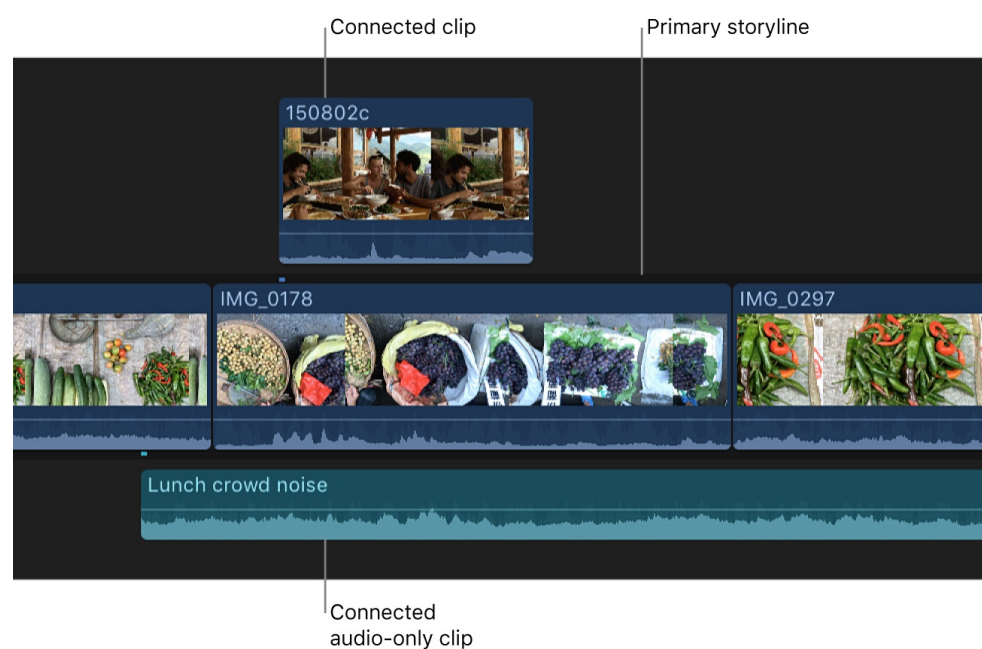 Connected clip
Primary storyline
150802c
IMG_0178
IMG_0297
Lunch crowd noise
Connected
audio-only clip